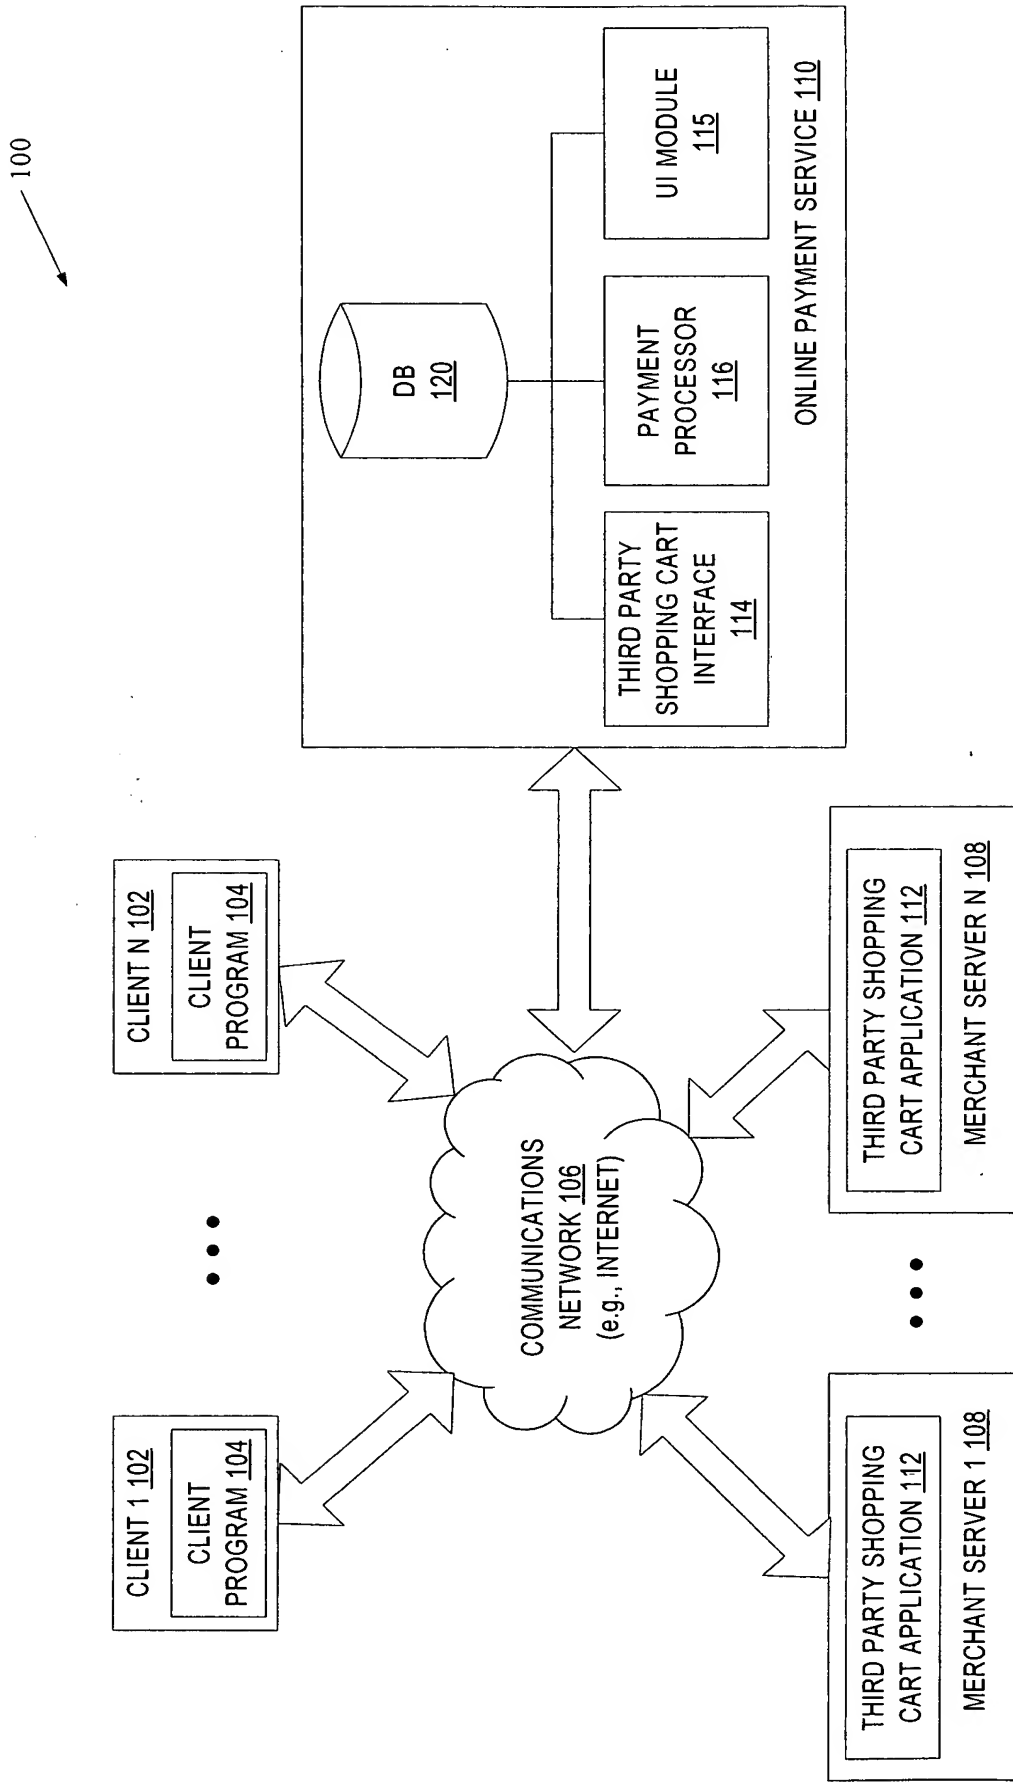 100
CLIENT 1 102
CLIENT
PROGRAM 104
CLIENT N 102
CLIENT
PROGRAM 104
COMMUNICATIONS
NETWORK 106
(e.g., INTERNET)
DB
120
THIRD PARTY
SHOPPING CART
INTERFACE
114
PAYMENT
PROCESSOR
116
UI MODULE
115
ONLINE PAYMENT SERVICE 110
THIRD PARTY SHOPPING
CART APPLICATION 112
MERCHANT SERVER 1 108
THIRD PARTY SHOPPING
CART APPLICATION 112
MERCHANT SERVER N 108